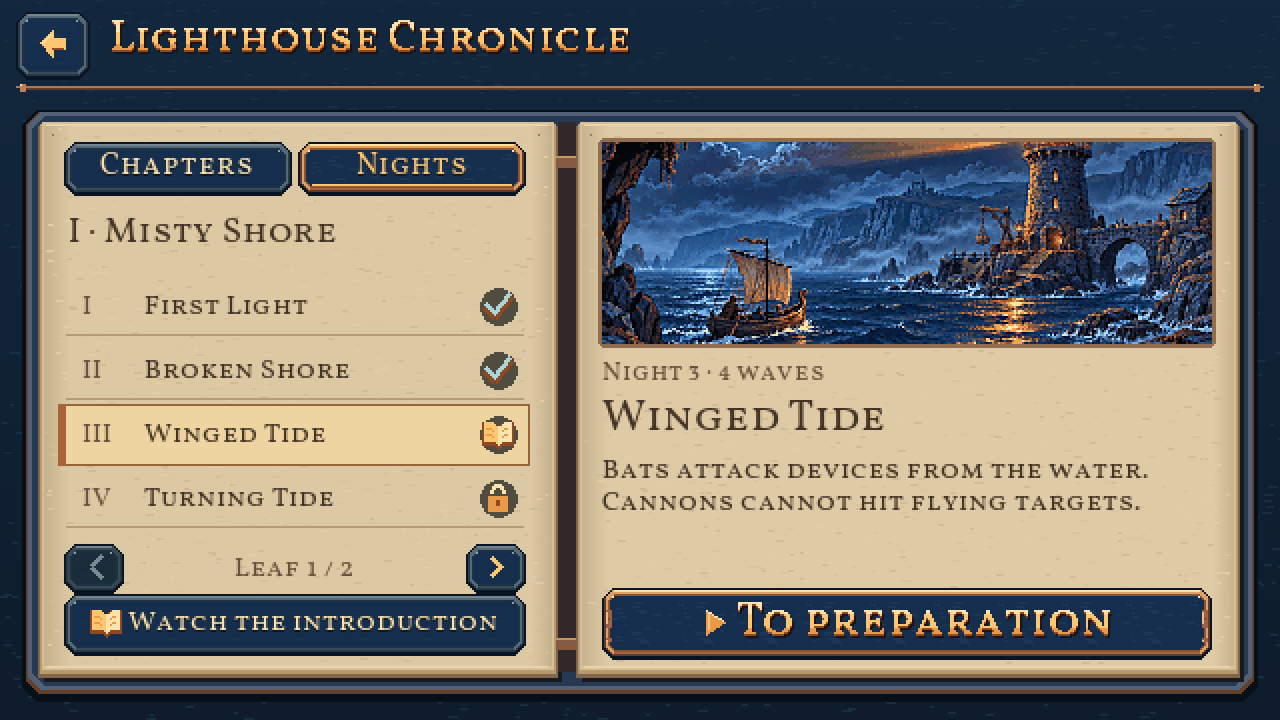 Lighthouse Chronicle
Chapters
Nights
I · Misty Shore
I First Light
II Broken Shore
III Winged Tide
IV Turning Tide
Leaf 1 / 2
Watch the introduction
Night 3 · 4 waves
Winged Tide
Bats attack devices from the water.
Cannons cannot hit flying targets.
To preparation